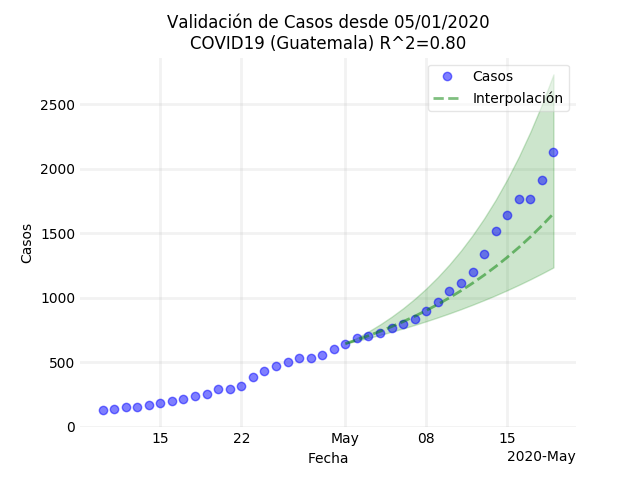 Validación de Casos desde 05/01/2020
COVID19 (Guatemala) R^2=0.80
Casos
Interpolación
2500
2000
1500
1000
500
0
Casos
15
22
May
08
15
Fecha
2020-May